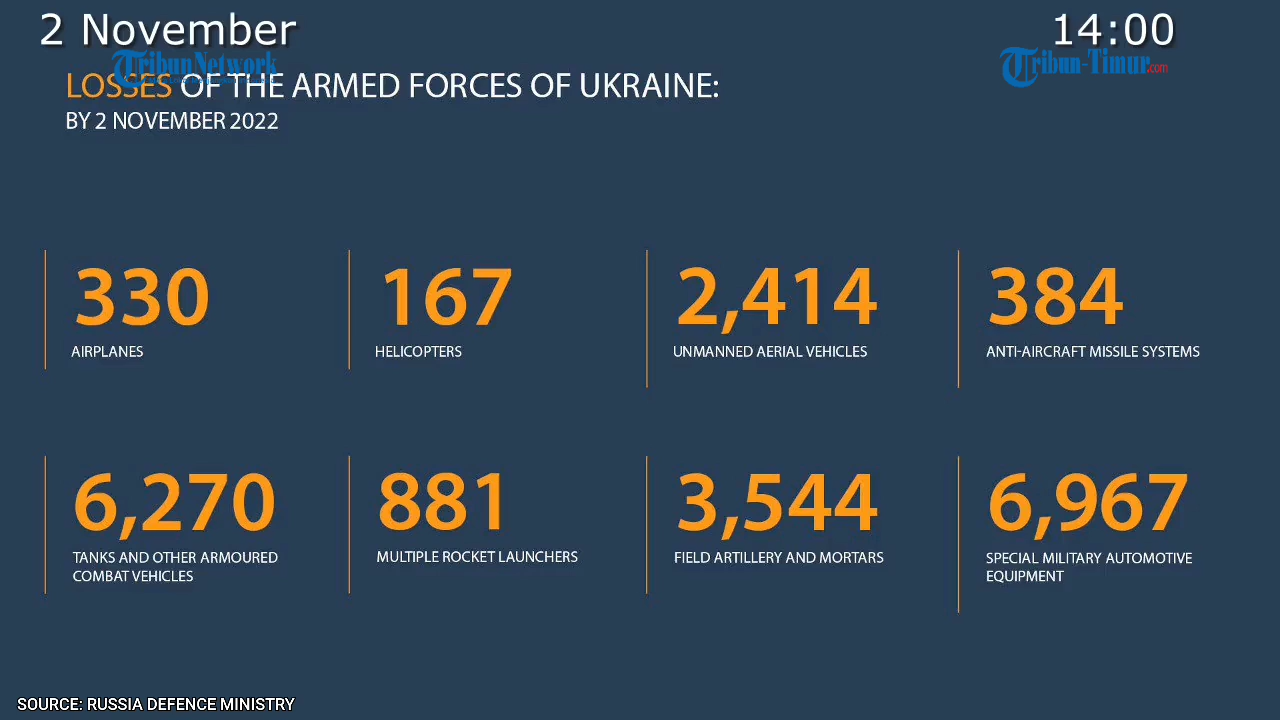 2 November
14:00
Tribun Network
Tribun-Timur.com
LOSSES OF THE ARMED FORCES OF UKRAINE:
BY 2 NOVEMBER 2022
330
AIRPLANES
167
HELICOPTERS
2,414
UNMANNED AERIAL VEHICLES
384
ANTI-AIRCRAFT MISSILE SYSTEMS
6,270
TANKS AND OTHER ARMOURED
COMBAT VEHICLES
881
MULTIPLE ROCKET LAUNCHERS
3,544
FIELD ARTILLERY AND MORTARS
6,967
SPECIAL MILITARY AUTOMOTIVE
EQUIPMENT
SOURCE: RUSSIA DEFENCE MINISTRY